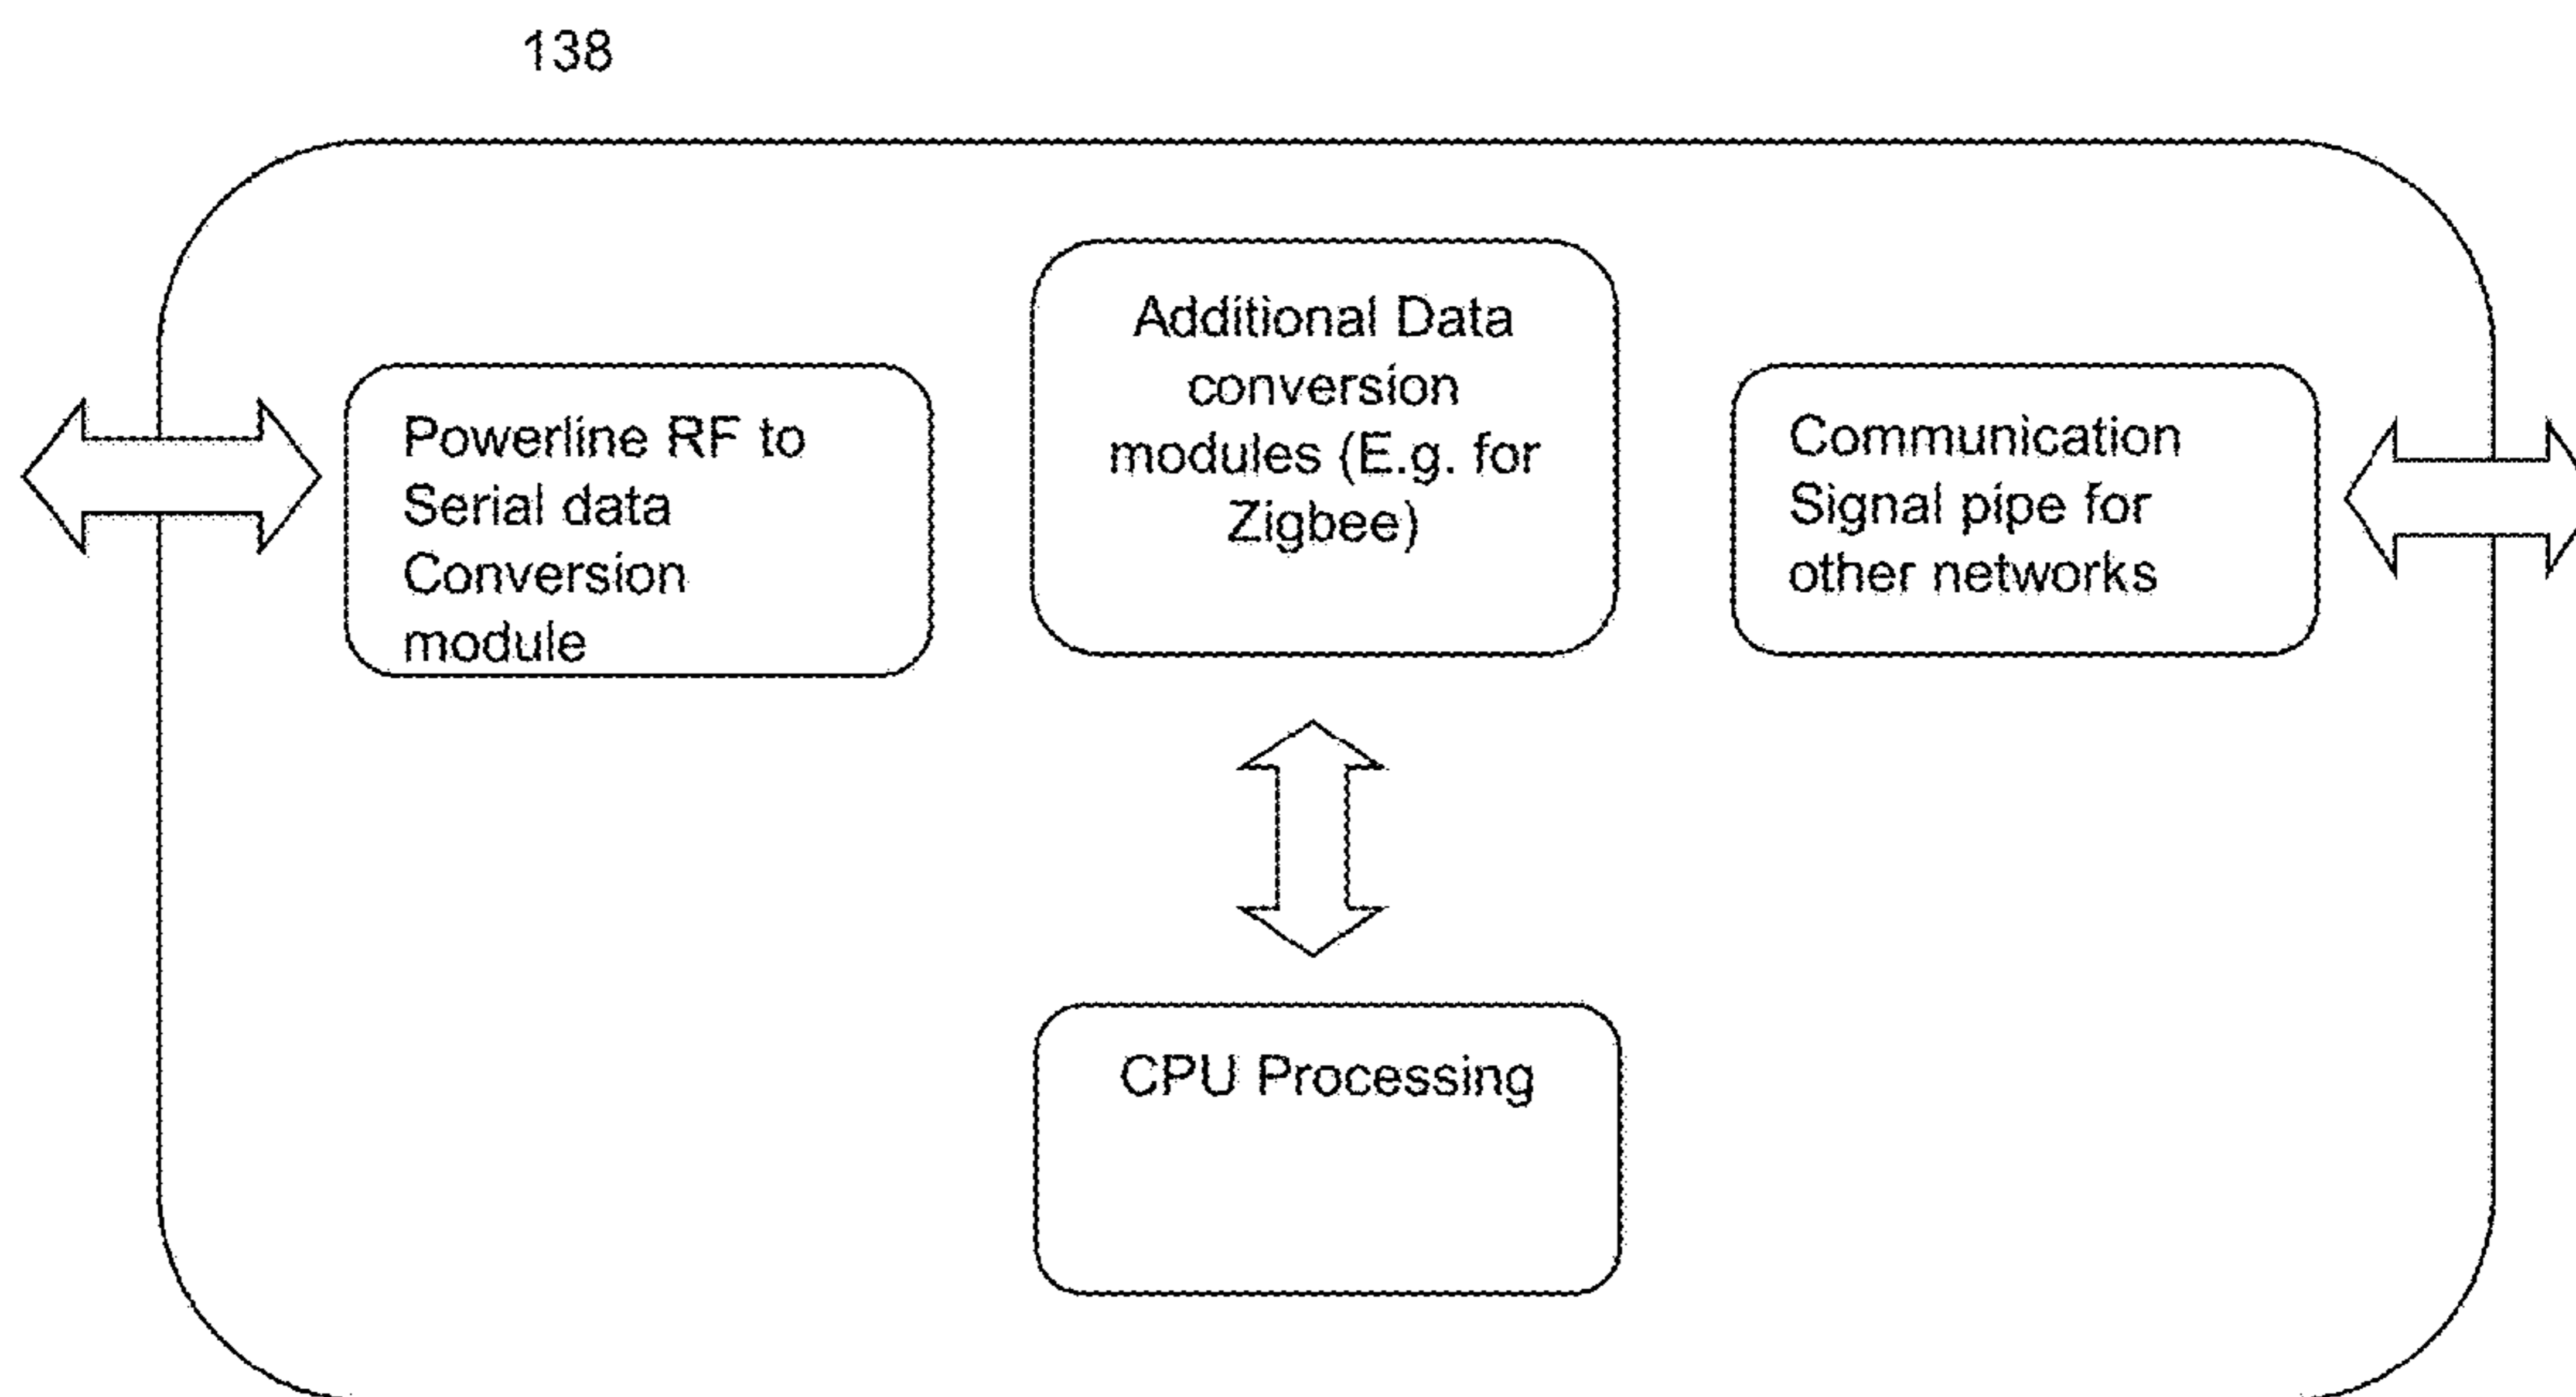 138
Powerline RF to
Serial data
Conversion
module
Additional Data
conversion
modules (E.g. for
Zigbee)
Communication
Signal pipe for
other networks
CPU Processing